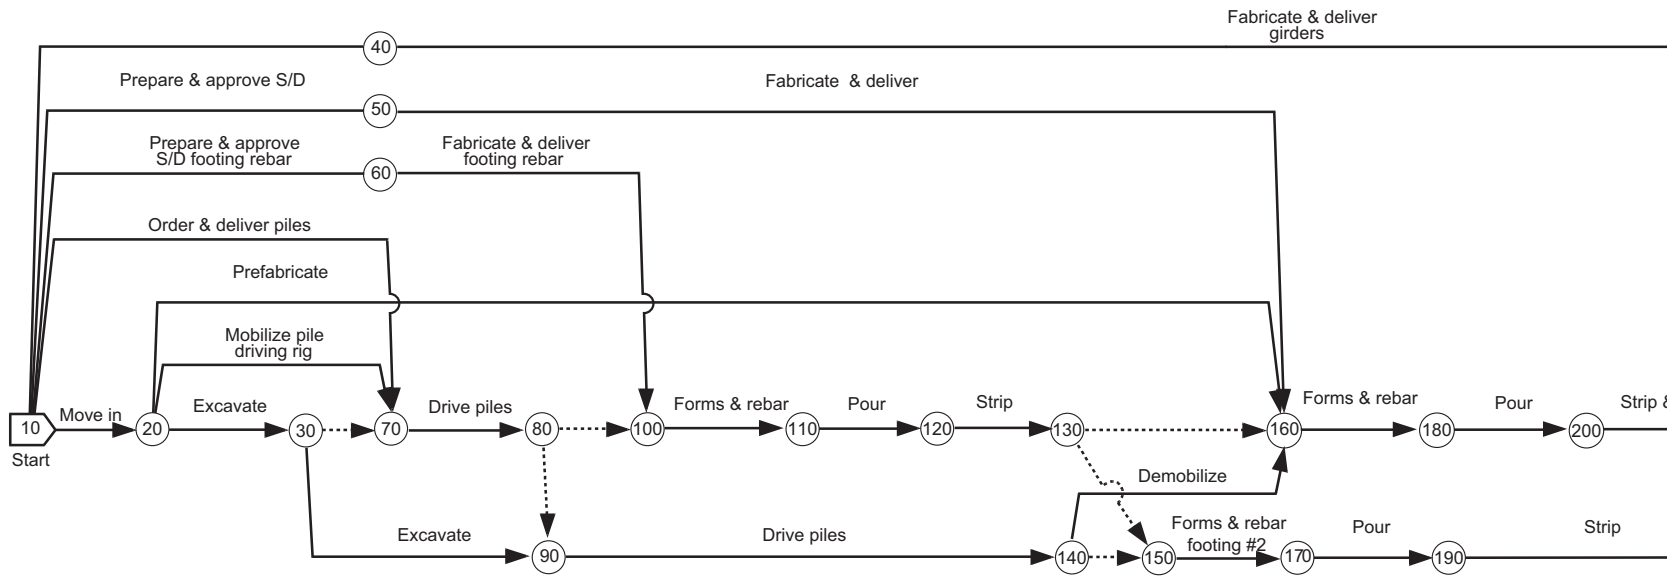 Fabricate & deliver
girders
40
Prepare & approve S/D
Fabricate & deliver
50
Prepare & approve
S/D footing rebar
Fabricate & deliver
footing rebar
60
Order & deliver piles
Prefabricate
Mobilize pile
driving rig
Move in
Excavate
Drive piles
Forms & rebar
Pour
Strip
Forms & rebar
Pour
Strip &
10
20
30
70
80
100
110
120
130
160
180
200
Start
Demobilize
Excavate
Drive piles
Forms & rebar
footing #2
Pour
Strip
90
140
150
170
190